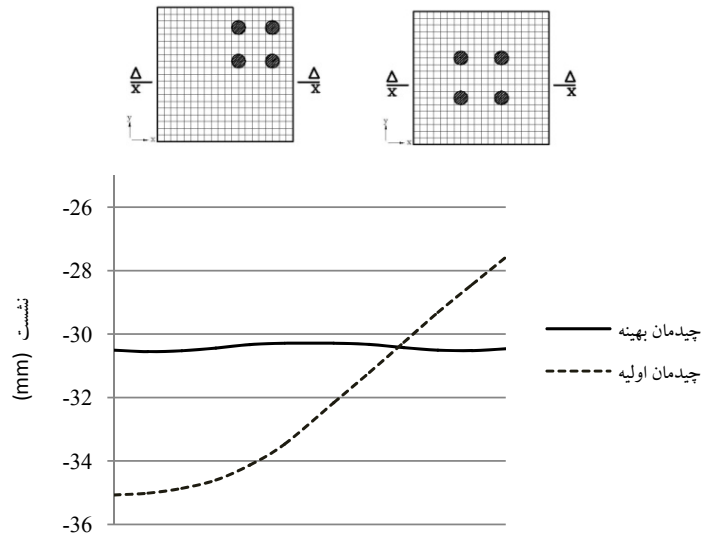 Δ
x
Δ
x
y
x
Δ
x
Δ
x
y
x
-26
-28
-30
-32
-34
-36
نشست (mm)
چیدمان بهینه
چیدمان اولیه